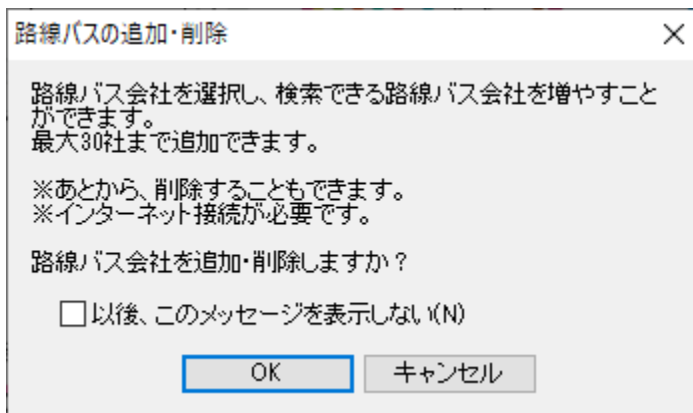 路線バスの追加・削除
路線バス会社を選択し、検索できる路線バス会社を増やすこと
ができます。
最大30社まで追加できます。
※あとから、削除することもできます。
※インターネット接続が必要です。
路線バス会社を追加・削除しますか？
以後、このメッセージを表示しない(N)
OK
キャンセル